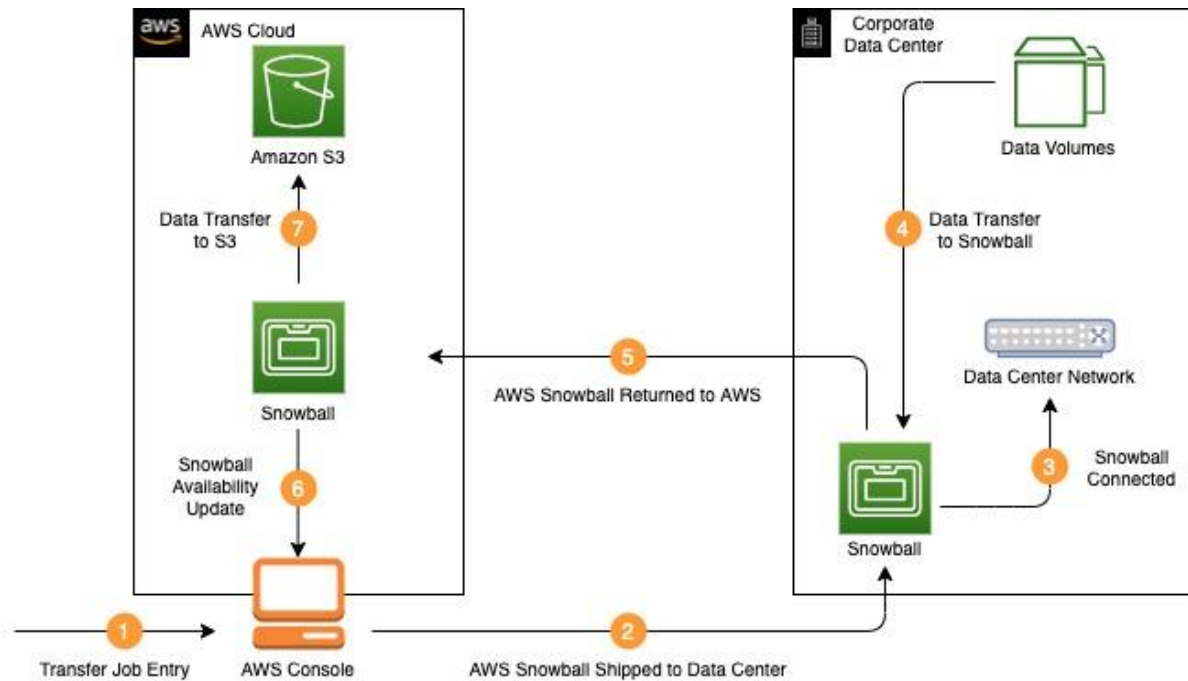 aws
AWS Cloud
Amazon S3
Data Transfer
to S3
7
Snowball
Snowball
Availability
Update
6
1
Transfer Job Entry
AWS Console
2
AWS Snowball Shipped to Data Center
5
AWS Snowball Returned to AWS
Corporate
Data Center
Data Volumes
4
Data Transfer
to Snowball
Data Center Network
3
Snowball
Connected
Snowball